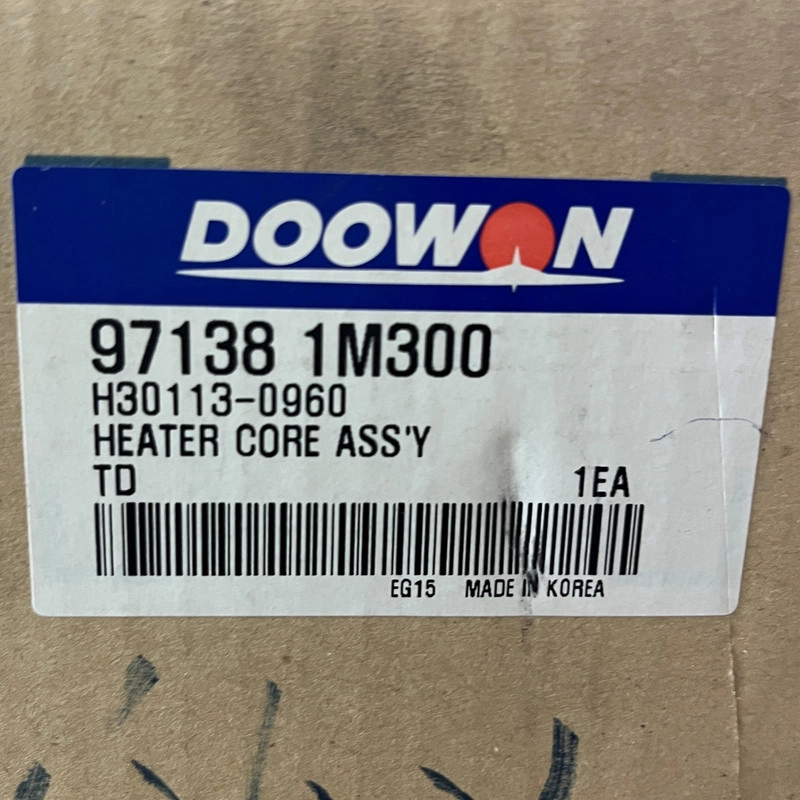 DOOWON
97138 1M300
H30113-0960
HEATER CORE ASS'Y
TD 1EA
EG15 MADE IN KOREA